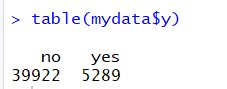 > table(mydata$y)
no yes
39922 5289